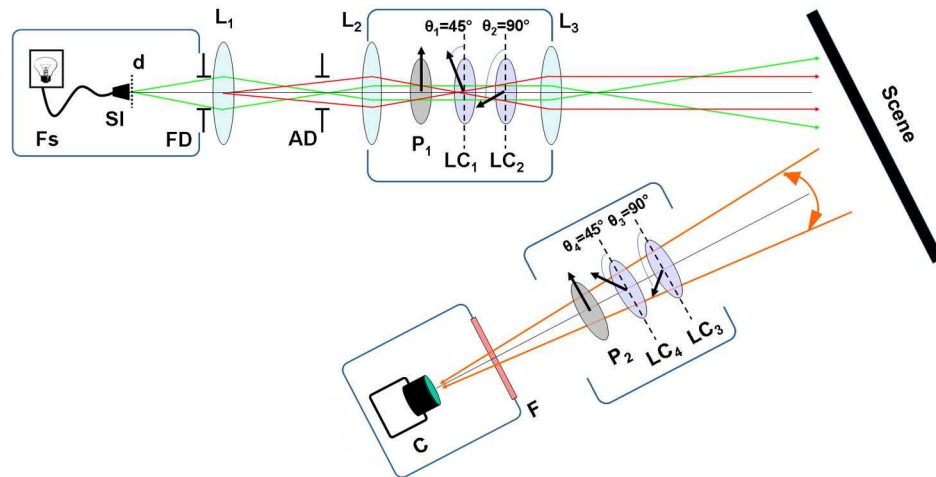 L₁
L₂
θ₁=45°
θ₂=90°
L₃
d
Fs
SI
FD
AD
P₁
LC₁
LC₂
Scene
θ₄=45°
θ₃=90°
P₂
LC₄
LC₃
F
C